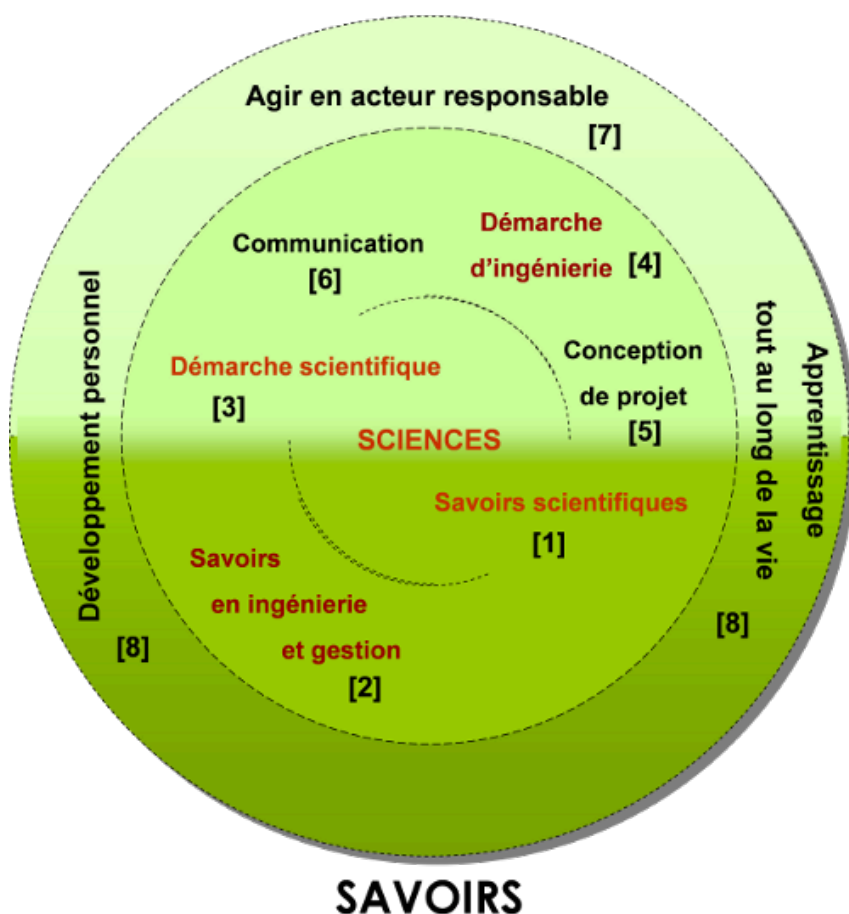 Agir en acteur responsable
[7]
Communication
[6]
Démarche
d'ingénierie [4]
Développement personnel
[8]
Démarche scientifique
[3]
Conception
de projet
[5]
Apprentissage
tout au long de la vie
[8]
SCIENCES
Savoirs scientifiques
[1]
Savoirs
en ingénierie
et gestion
[2]
SAVOIRS